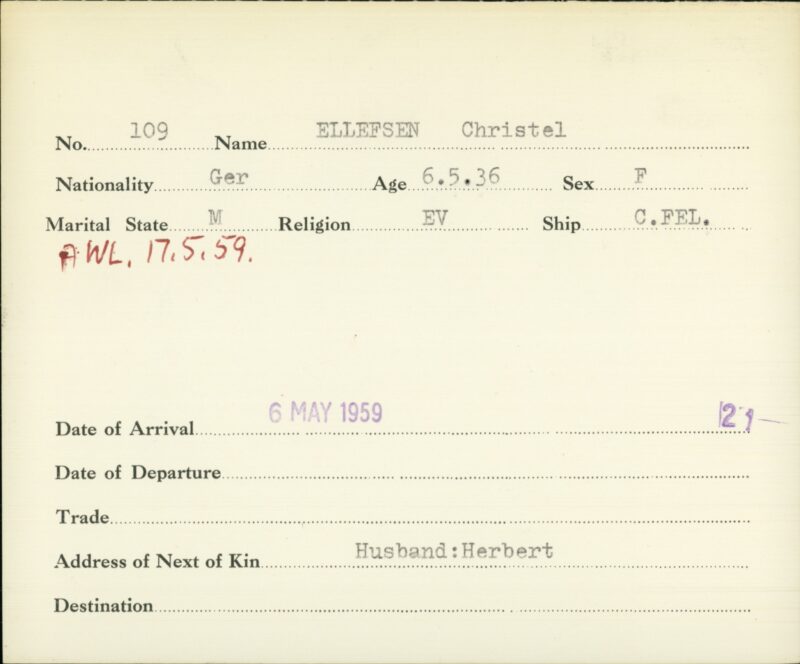 No. 109 Name ELLEFSEN Christel
Nationality Ger Age 6.5.36 Sex F
Marital State M Religion EV Ship C.FEL.
AWL. 17.5.59.
Date of Arrival 6 MAY 1959
Date of Departure
Trade
Address of Next of Kin Husband:Herbert
Destination